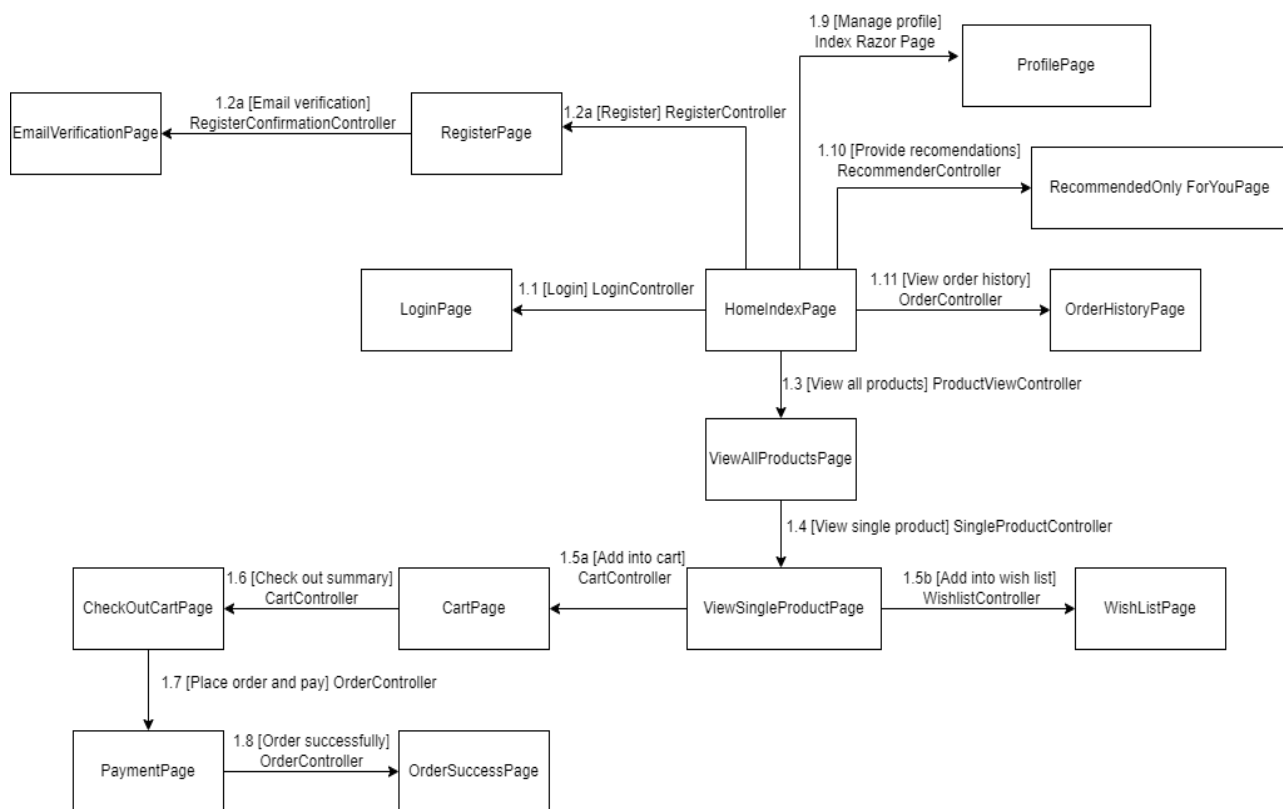 1.9 [Manage profile]
Index Razor Page
ProfilePage
1.2a [Email verification]
RegisterConfirmationController
1.2a [Register] RegisterController
EmailVerificationPage
RegisterPage
1.10 [Provide recomendations]
RecommenderController
RecommendedOnly ForYouPage
1.1 [Login] LoginController
1.11 [View order history]
OrderController
LoginPage
HomeIndexPage
OrderHistoryPage
1.3 [View all products] ProductViewController
ViewAllProductsPage
1.4 [View single product] SingleProductController
1.6 [Check out summary]
CartController
1.5a [Add into cart]
CartController
1.5b [Add into wish list]
WishlistController
CheckOutCartPage
CartPage
ViewSingleProductPage
WishListPage
1.7 [Place order and pay] OrderController
1.8 [Order successfully]
OrderController
PaymentPage
OrderSuccessPage